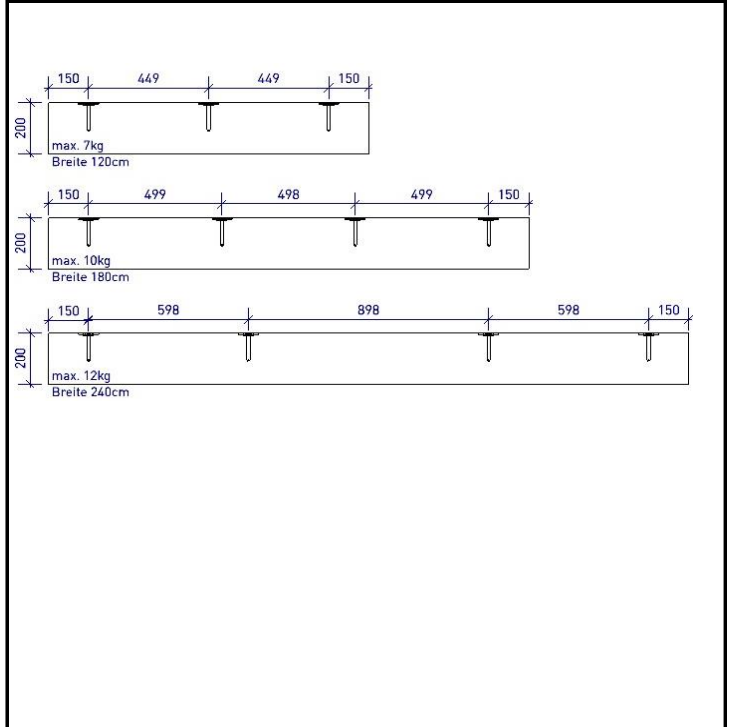 150 449 449 150
200
max. 7kg
Breite 120cm
150 499 498 499 150
200
max. 10kg
Breite 180cm
150 598 898 598 150
200
max. 12kg
Breite 240cm